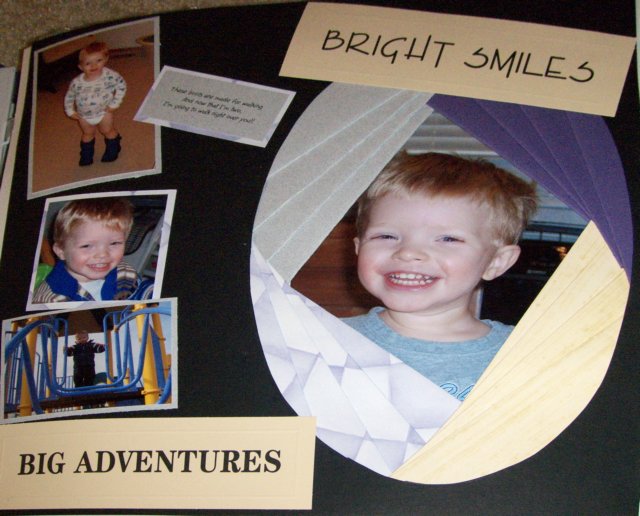 BRIGHT SMILES
These boots are made for walking
And now that I'm two,
I'm going to walk right over you!!
BIG ADVENTURES